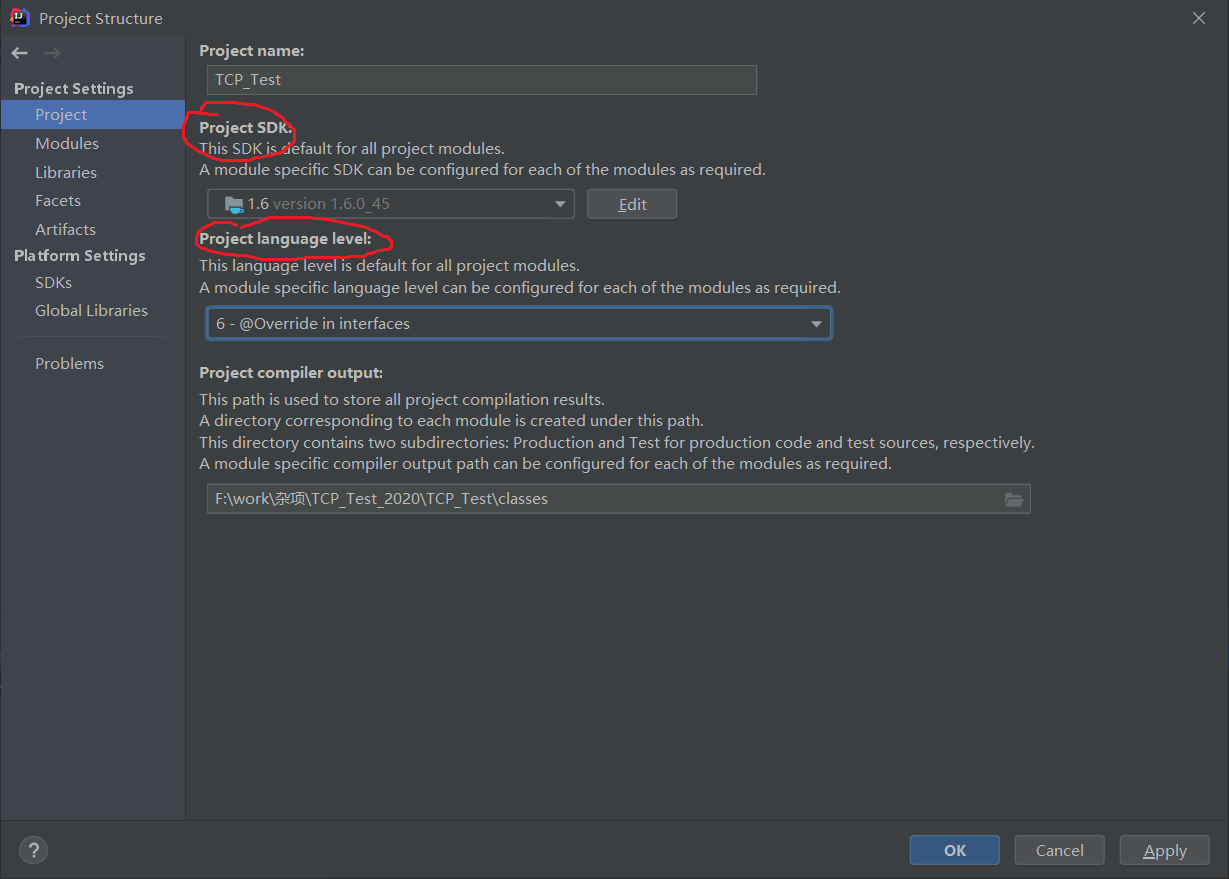 Project Structure
Project Settings
Project
Modules
Libraries
Facets
Artifacts
Platform Settings
SDKs
Global Libraries
Problems
Project name:
TCP_Test
Project SDK:
This SDK is default for all project modules.
A module specific SDK can be configured for each of the modules as required.
1.6 version 1.6.0_45
Edit
Project language level:
This language level is default for all project modules.
A module specific language level can be configured for each of the modules as required.
6 - @Override in interfaces
Project compiler output:
This path is used to store all project compilation results.
A directory corresponding to each module is created under this path.
This directory contains two subdirectories: Production and Test for production code and test sources, respectively.
A module specific compiler output path can be configured for each of the modules as required.
F:\work\杂项\TCP_Test_2020\TCP_Test\classes
?
OK
Cancel
Apply